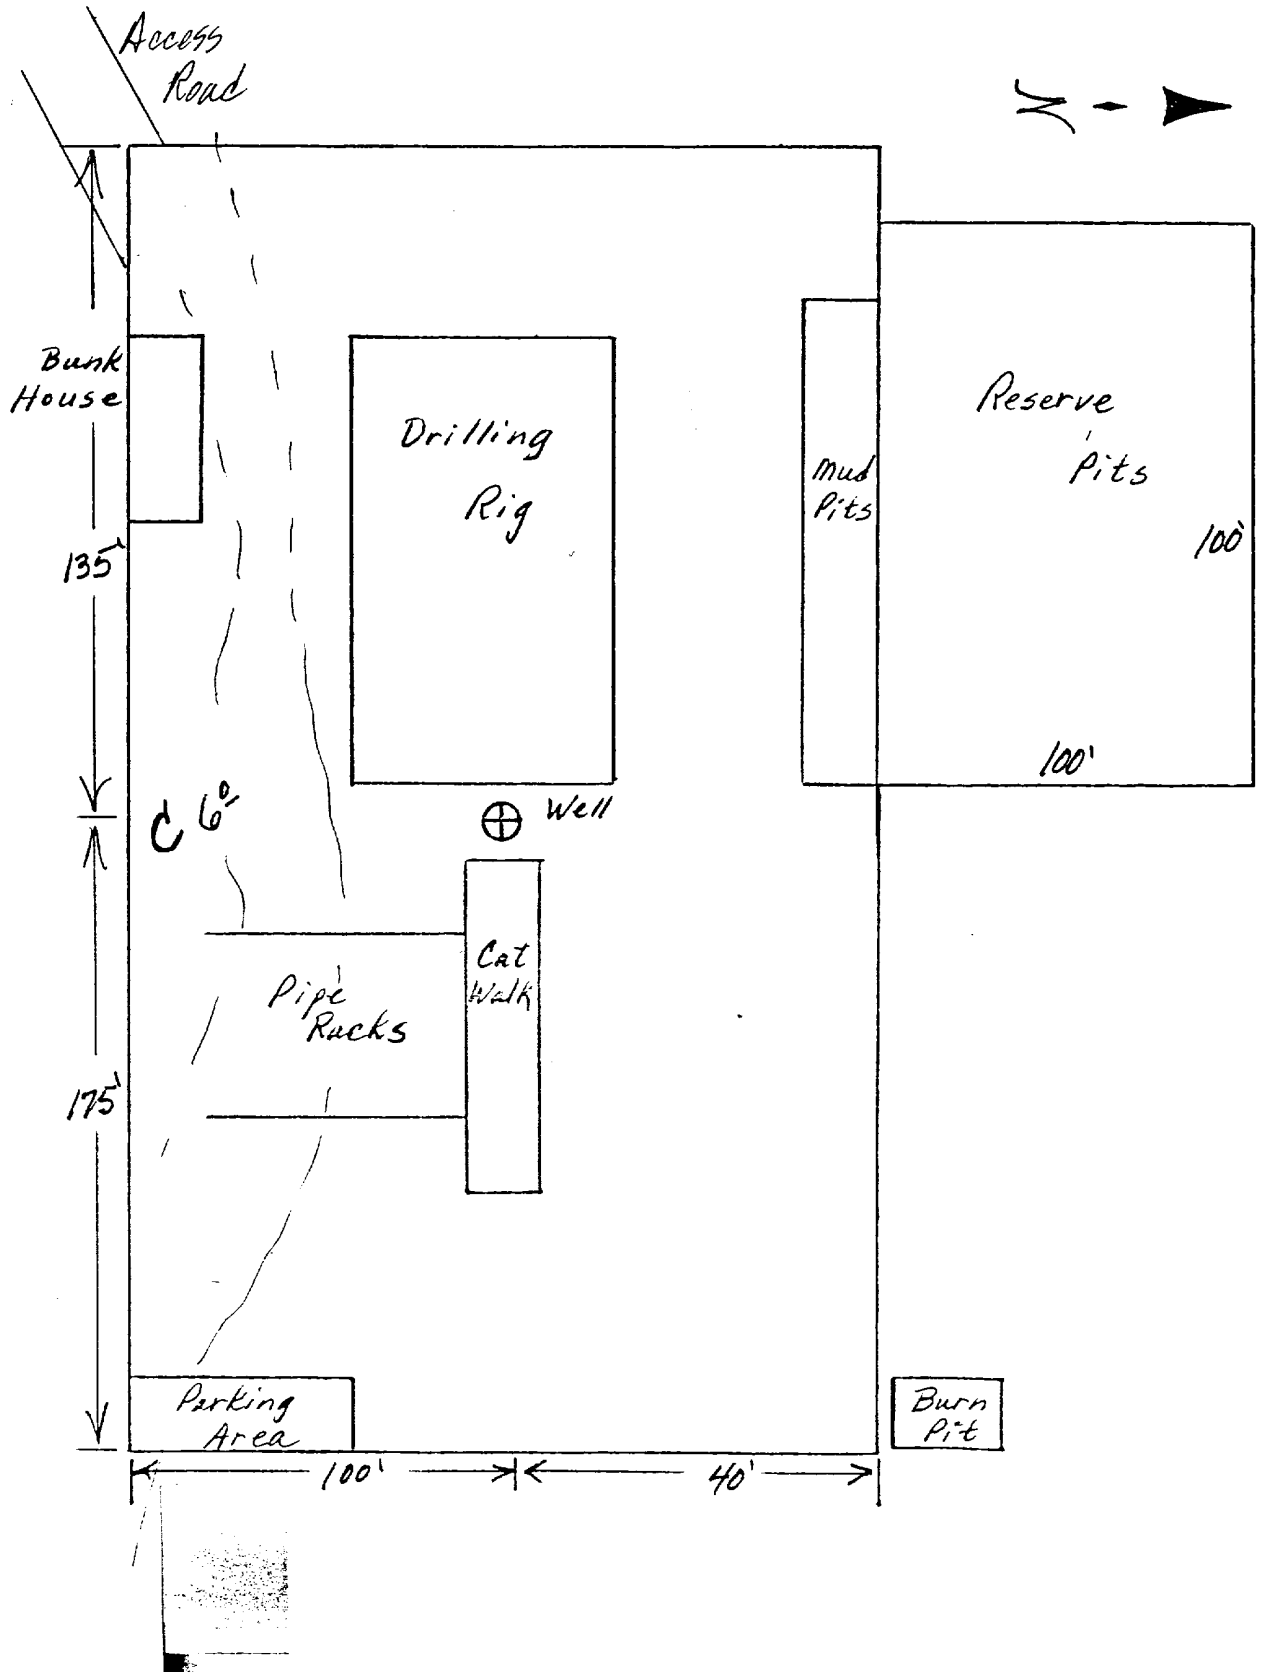 Access
Road
N
Bunk
House
Drilling
Rig
Mud
Pits
Reserve
Pits
100'
135'
100'
Well
Cat
Walk
Pipe
Racks
175'
Parking
Area
Burn
Pit
100'
40'